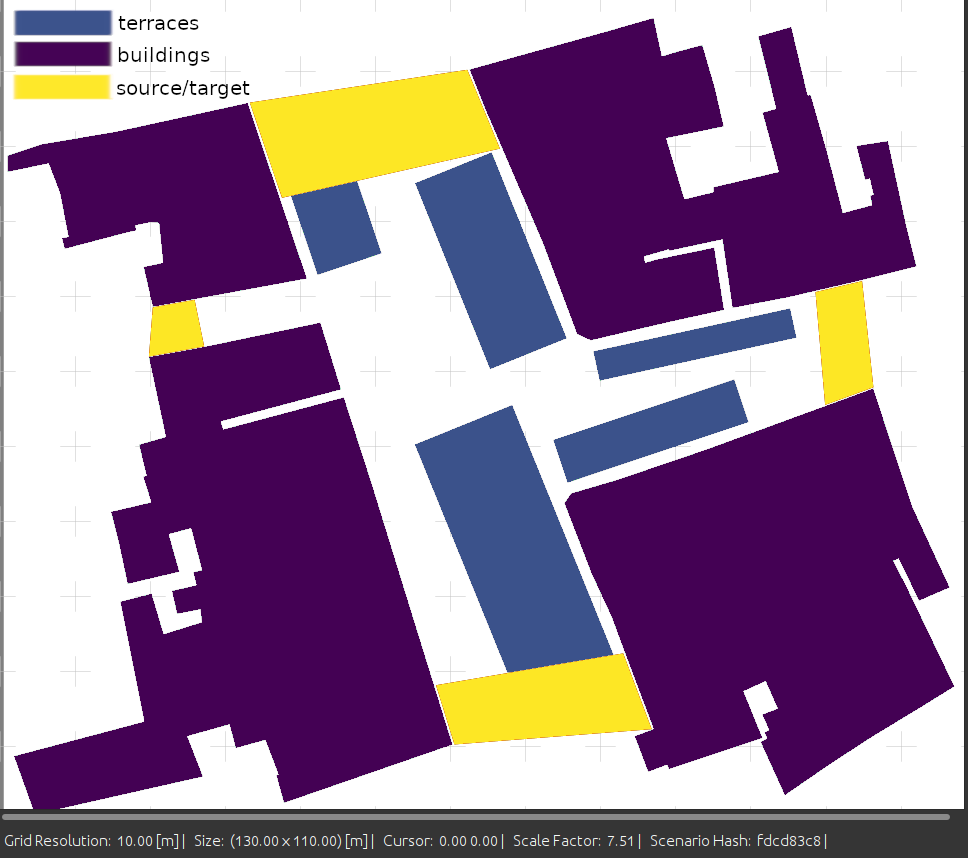 terraces
buildings
source/target
Grid Resolution: 10.00 [m]| Size: (130.00 x 110.00) [m]| Cursor: 0.00 0.00| Scale Factor: 7.51| Scenario Hash: fdcd83c8|